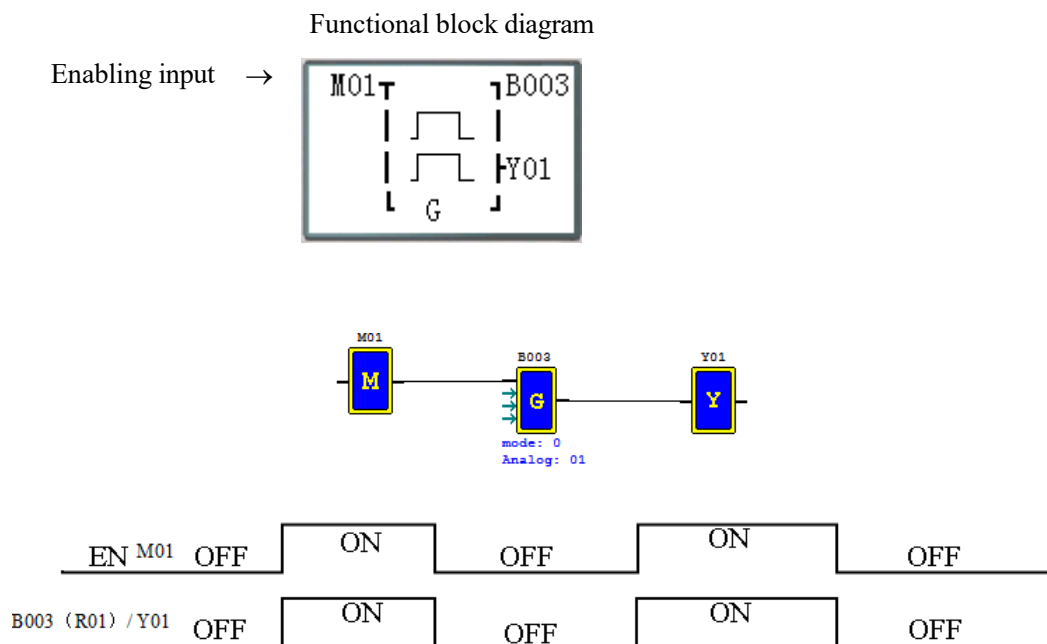 Functional block diagram
Enabling input →
M01 B003
Y01
G
M01
B003
Y01
M
G
Y
mode: 0
Analog: 01
EN M01 OFF ON OFF ON OFF
B003（R01）/Y01 OFF ON OFF ON OFF